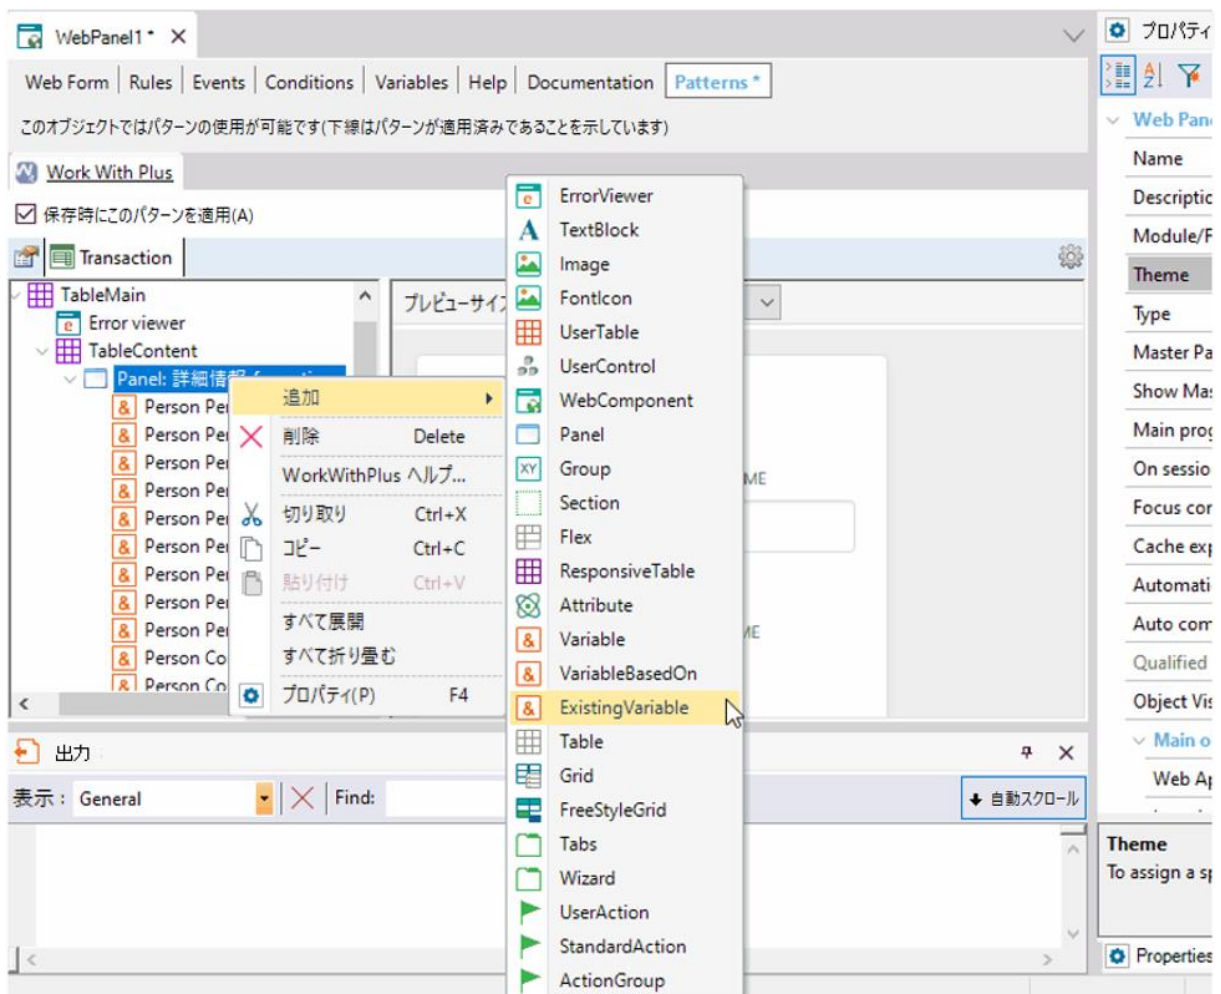 WebPanel1 *
プロパティ
Web Form Rules Events Conditions Variables Help Documentation Patterns *
このオブジェクトではパターンの使用が可能です(下線はパターンが適用済みであることを示しています)
Work With Plus
保存時にこのパターンを適用(A)
Transaction
TableMain
Error viewer
TableContent
Panel: 詳細情報
Person
Person
Person
Person
Person
Person
Person
Person
Person
Person Co
Person Co
プレビューサイズ
追加
削除 Delete
WorkWithPlus ヘルプ...
切り取り Ctrl+X
コピー Ctrl+C
貼り付け Ctrl+V
すべて展開
すべて折り畳む
プロパティ(P) F4
ErrorViewer
TextBlock
Image
FontIcon
UserTable
UserControl
WebComponent
Panel
Group
Section
Flex
ResponsiveTable
Attribute
Variable
VariableBasedOn
ExistingVariable
Table
Grid
FreeStyleGrid
Tabs
Wizard
UserAction
StandardAction
ActionGroup
ME
ME
出力
表示 : General Find:
自動スクロール
Web Pan
Name
Descriptic
Module/F
Theme
Type
Master Pa
Show Mas
Main prog
On sessio
Focus cor
Cache exp
Automati
Auto com
Qualified
Object Vis
Main o
Web Ap
Theme
To assign a sp
Properties